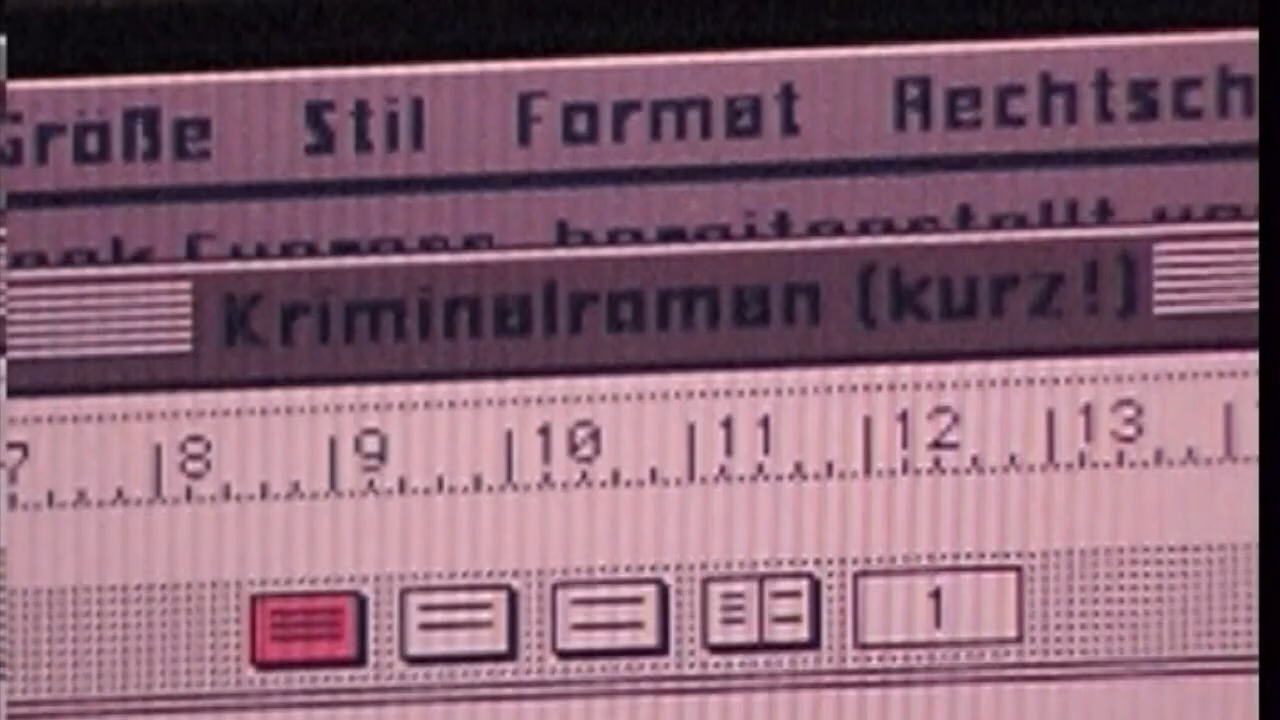 Größe Stil Format Rechtsch
Kriminalroman (kurz!)
7 8 9 10 11 12 13
1